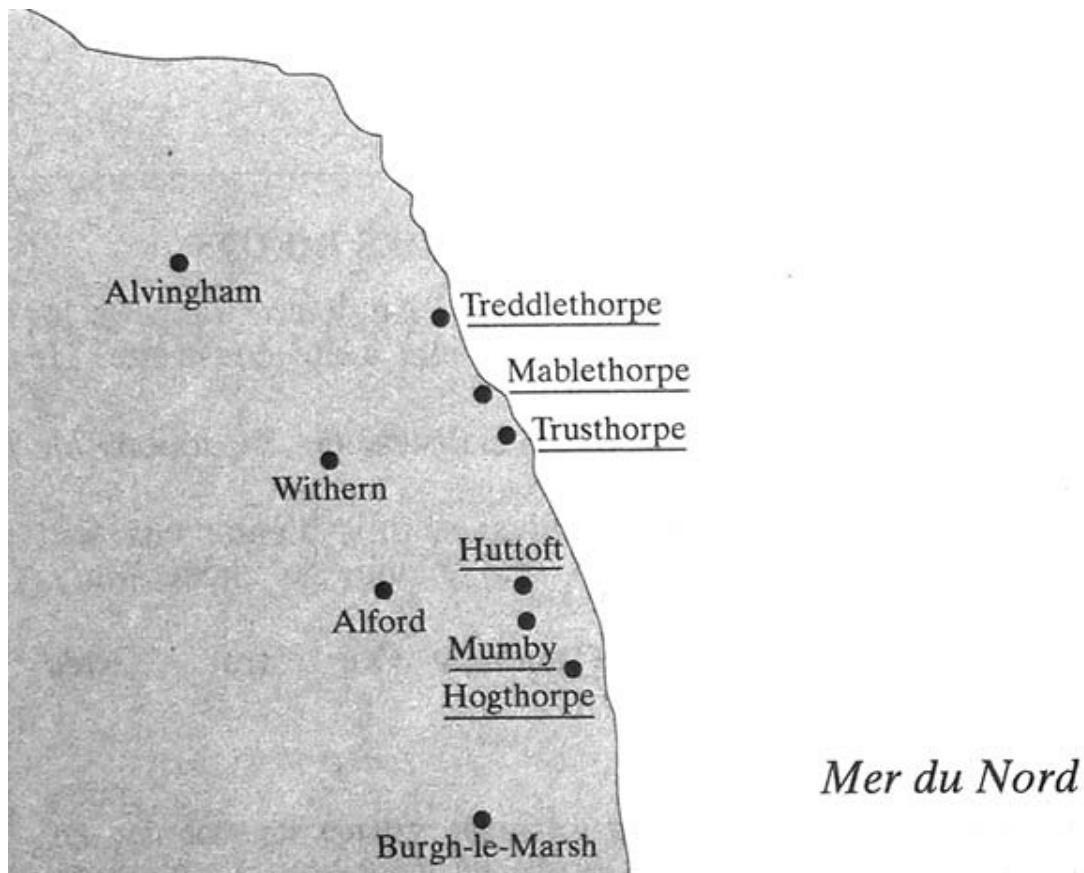 Alvingham
Treddlethorpe
Mablethorpe
Trusthorpe
Withern
Huttoft
Alford
Mumby
Hogthorpe
Mer du Nord
Burgh-le-Marsh